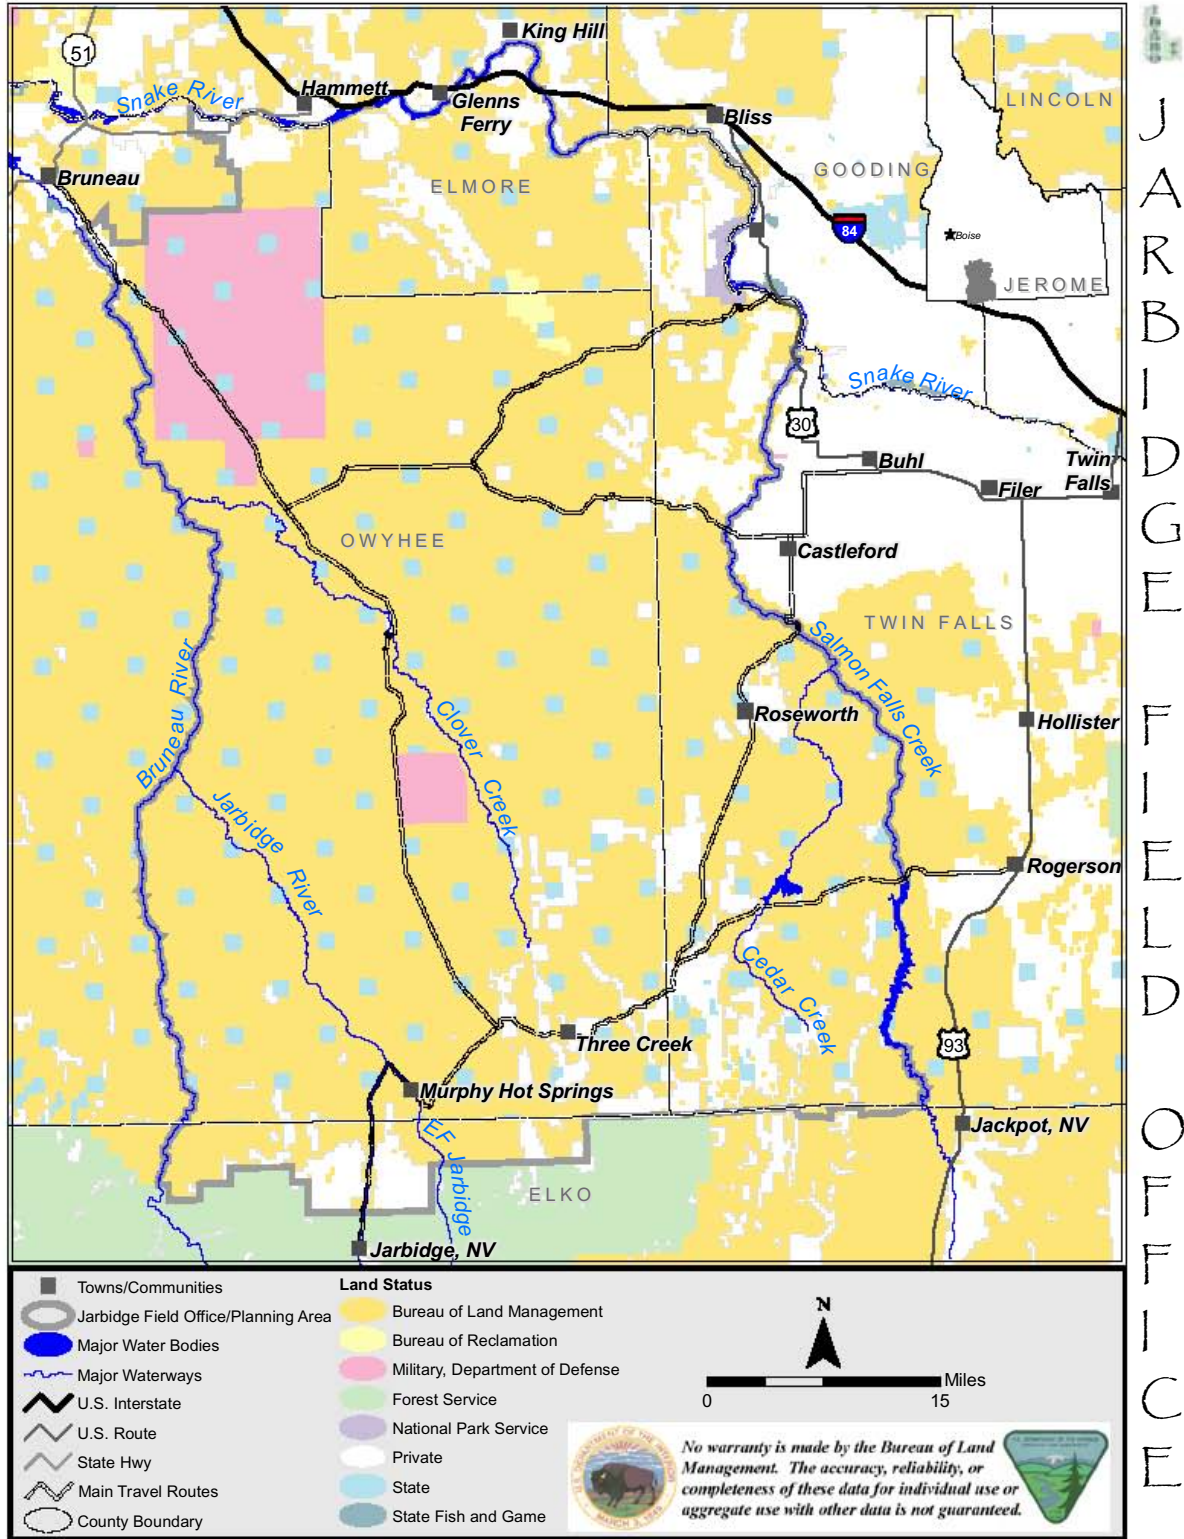 King Hill
51
Hammett
Snake River
Glenns
Ferry
Bliss
LINCOLN
GOODING
Bruneau
ELMORE
84
Boise
JEROME
Snake River
30
Buhl
Twin
Falls
Filer
OWYHEE
Castleford
TWIN FALLS
Salmon Falls Creek
Bruneau River
Clover Creek
Roseworth
Hollister
Jarbidge River
Rogerson
Cedar Creek
Three Creek
93
Murphy Hot Springs
Jackpot, NV
EF Jarbidge
ELKO
Jarbidge, NV
JARBIDGE FIELD OFFICE
Towns/Communities
Jarbidge Field Office/Planning Area
Major Water Bodies
Major Waterways
U.S. Interstate
U.S. Route
State Hwy
Main Travel Routes
County Boundary
Land Status
Bureau of Land Management
Bureau of Reclamation
Military, Department of Defense
Forest Service
National Park Service
Private
State
State Fish and Game
N
Miles
0 15
No warranty is made by the Bureau of Land
Management. The accuracy, reliability, or
completeness of these data for individual use or
aggregate use with other data is not guaranteed.
U.S. DEPARTMENT OF THE INTERIOR
MARCH 3, 1849